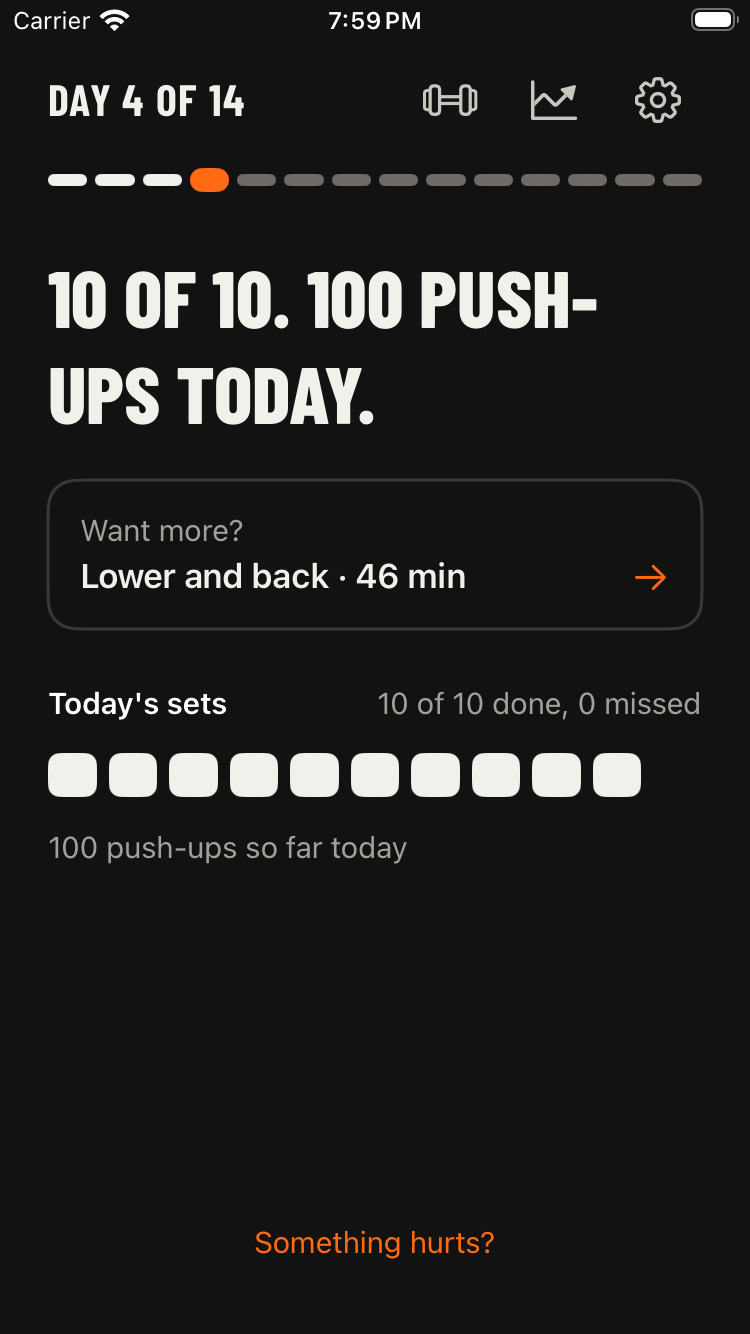 Carrier 7:59 PM
DAY 4 OF 14
10 OF 10. 100 PUSH-
UPS TODAY.
Want more?
Lower and back · 46 min
Today's sets 10 of 10 done, 0 missed
100 push-ups so far today
Something hurts?